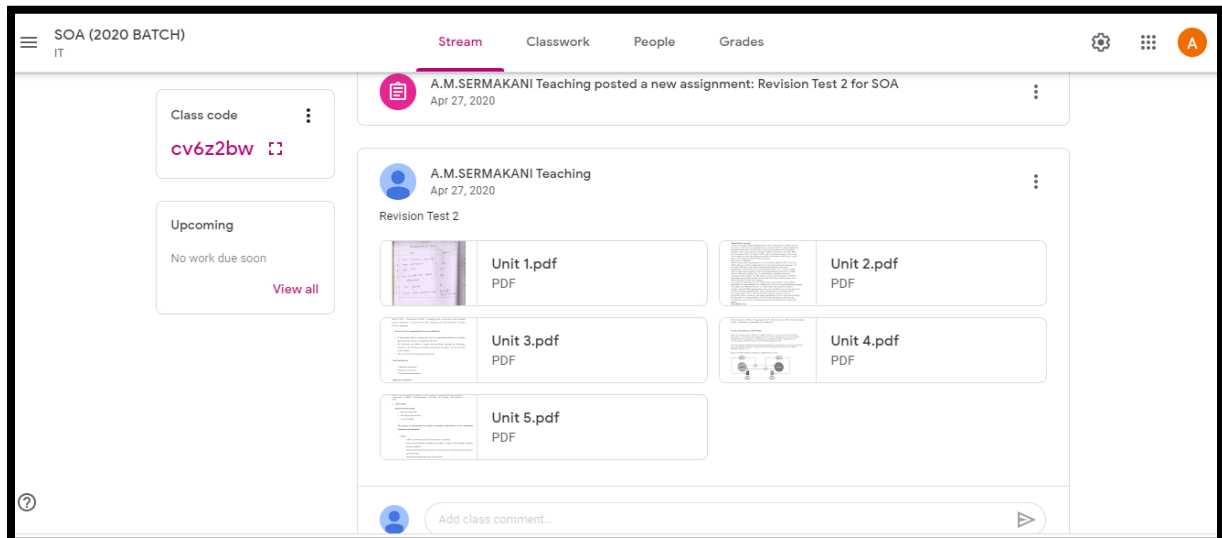 SOA (2020 BATCH)
IT
Stream
Classwork
People
Grades
A
Class code
cv6z2bw
Upcoming
No work due soon
View all
A.M.SERMAKANI Teaching posted a new assignment: Revision Test 2 for SOA
Apr 27, 2020
A.M.SERMAKANI Teaching
Apr 27, 2020
Revision Test 2
Unit 1.pdf
PDF
Unit 2.pdf
PDF
Unit 3.pdf
PDF
Unit 4.pdf
PDF
Unit 5.pdf
PDF
Add class comment...